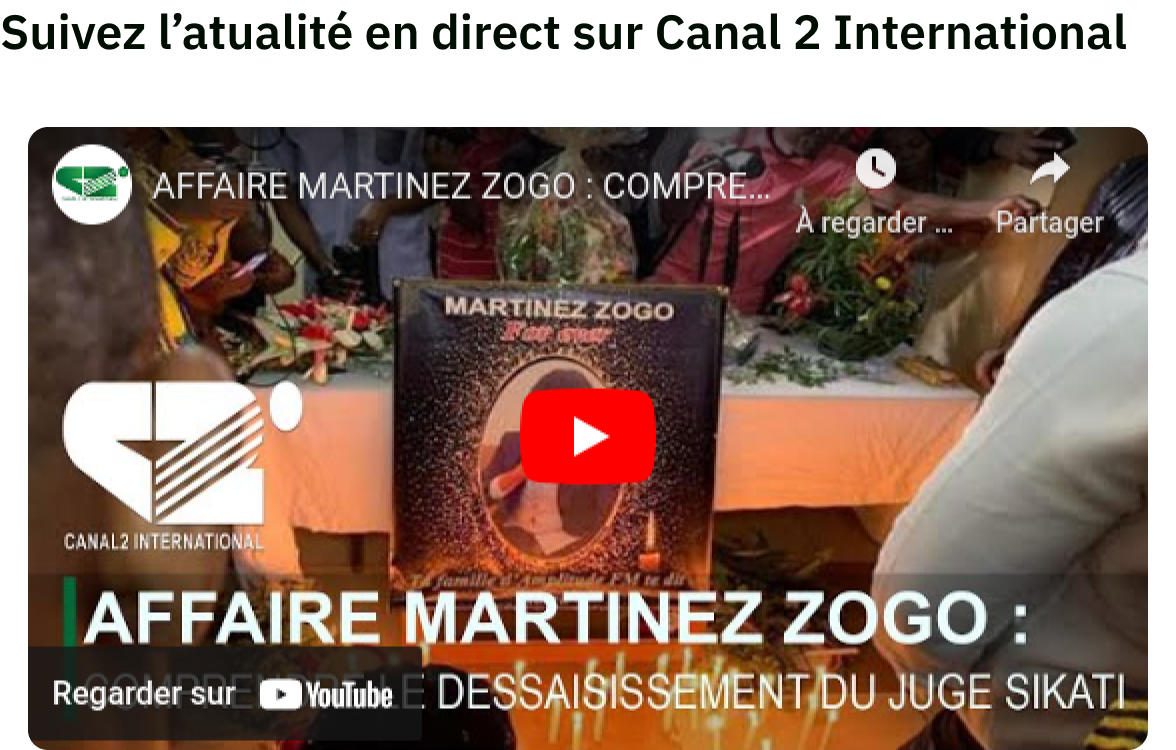 Suivez l’atualité en direct sur Canal 2 International
AFFAIRE MARTINEZ ZOGO : COMPRE...
À regarder ...
Partager
MARTINEZ ZOGO
For ever
CANAL2 INTERNATIONAL
Ta famille d'Amplitude FM te dit
AFFAIRE MARTINEZ ZOGO :
DESSAISISSEMENT DU JUGE SIKATI
Regarder sur YouTube